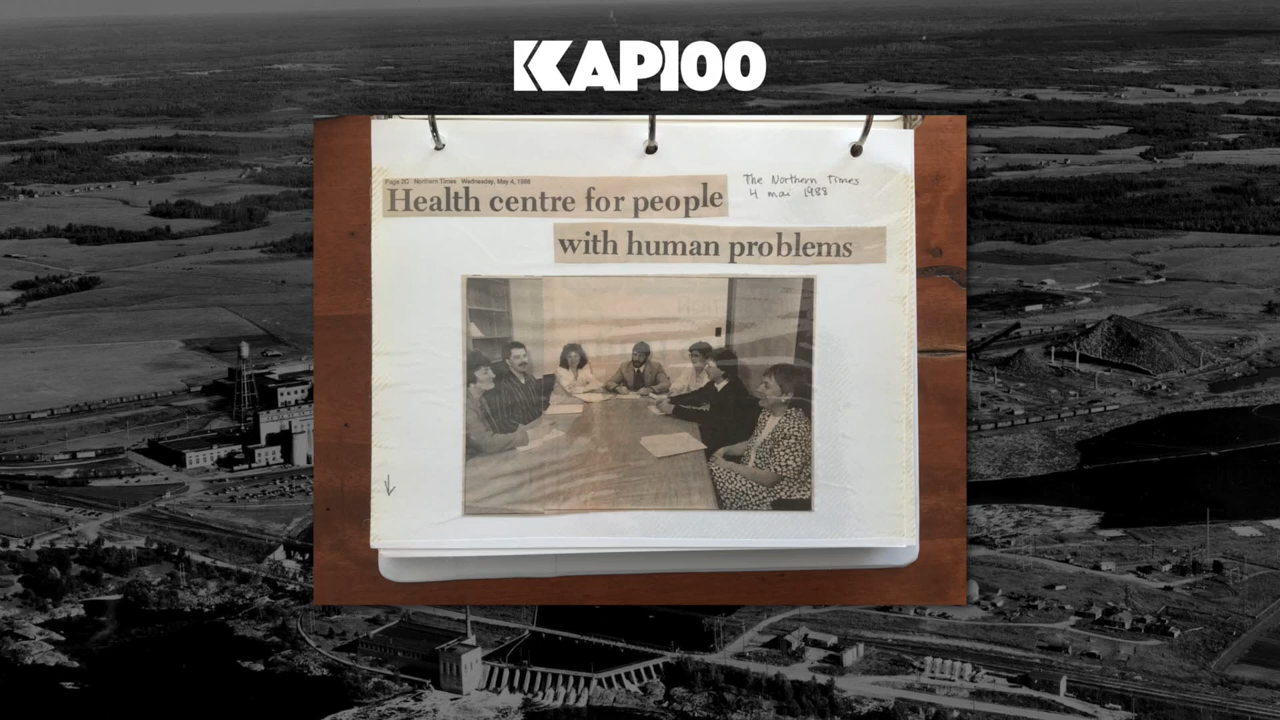 KAP100
Page 2C Northern Times Wednesday, May 4, 1988
Health centre for people
with human problems
The Northern Times
4 mai 1988